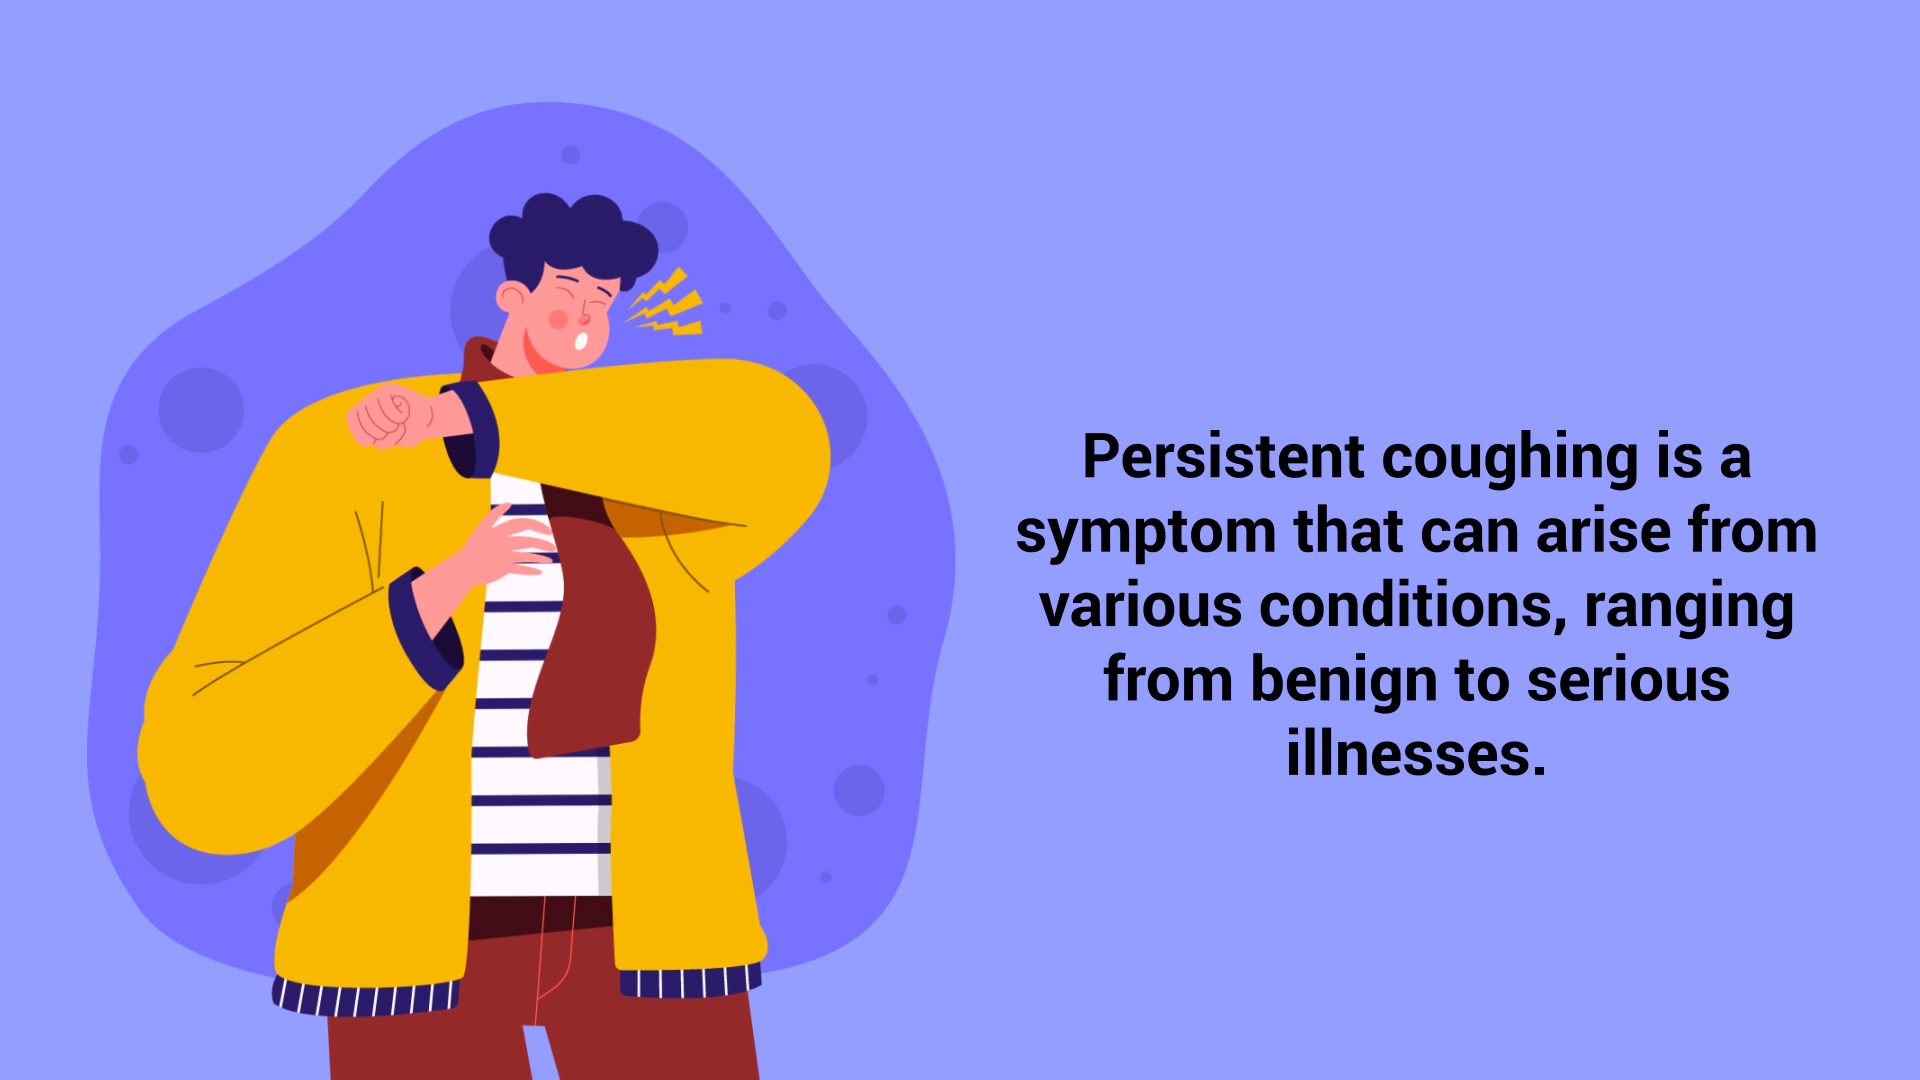 Persistent coughing is a
symptom that can arise from
various conditions, ranging
from benign to serious
illnesses.